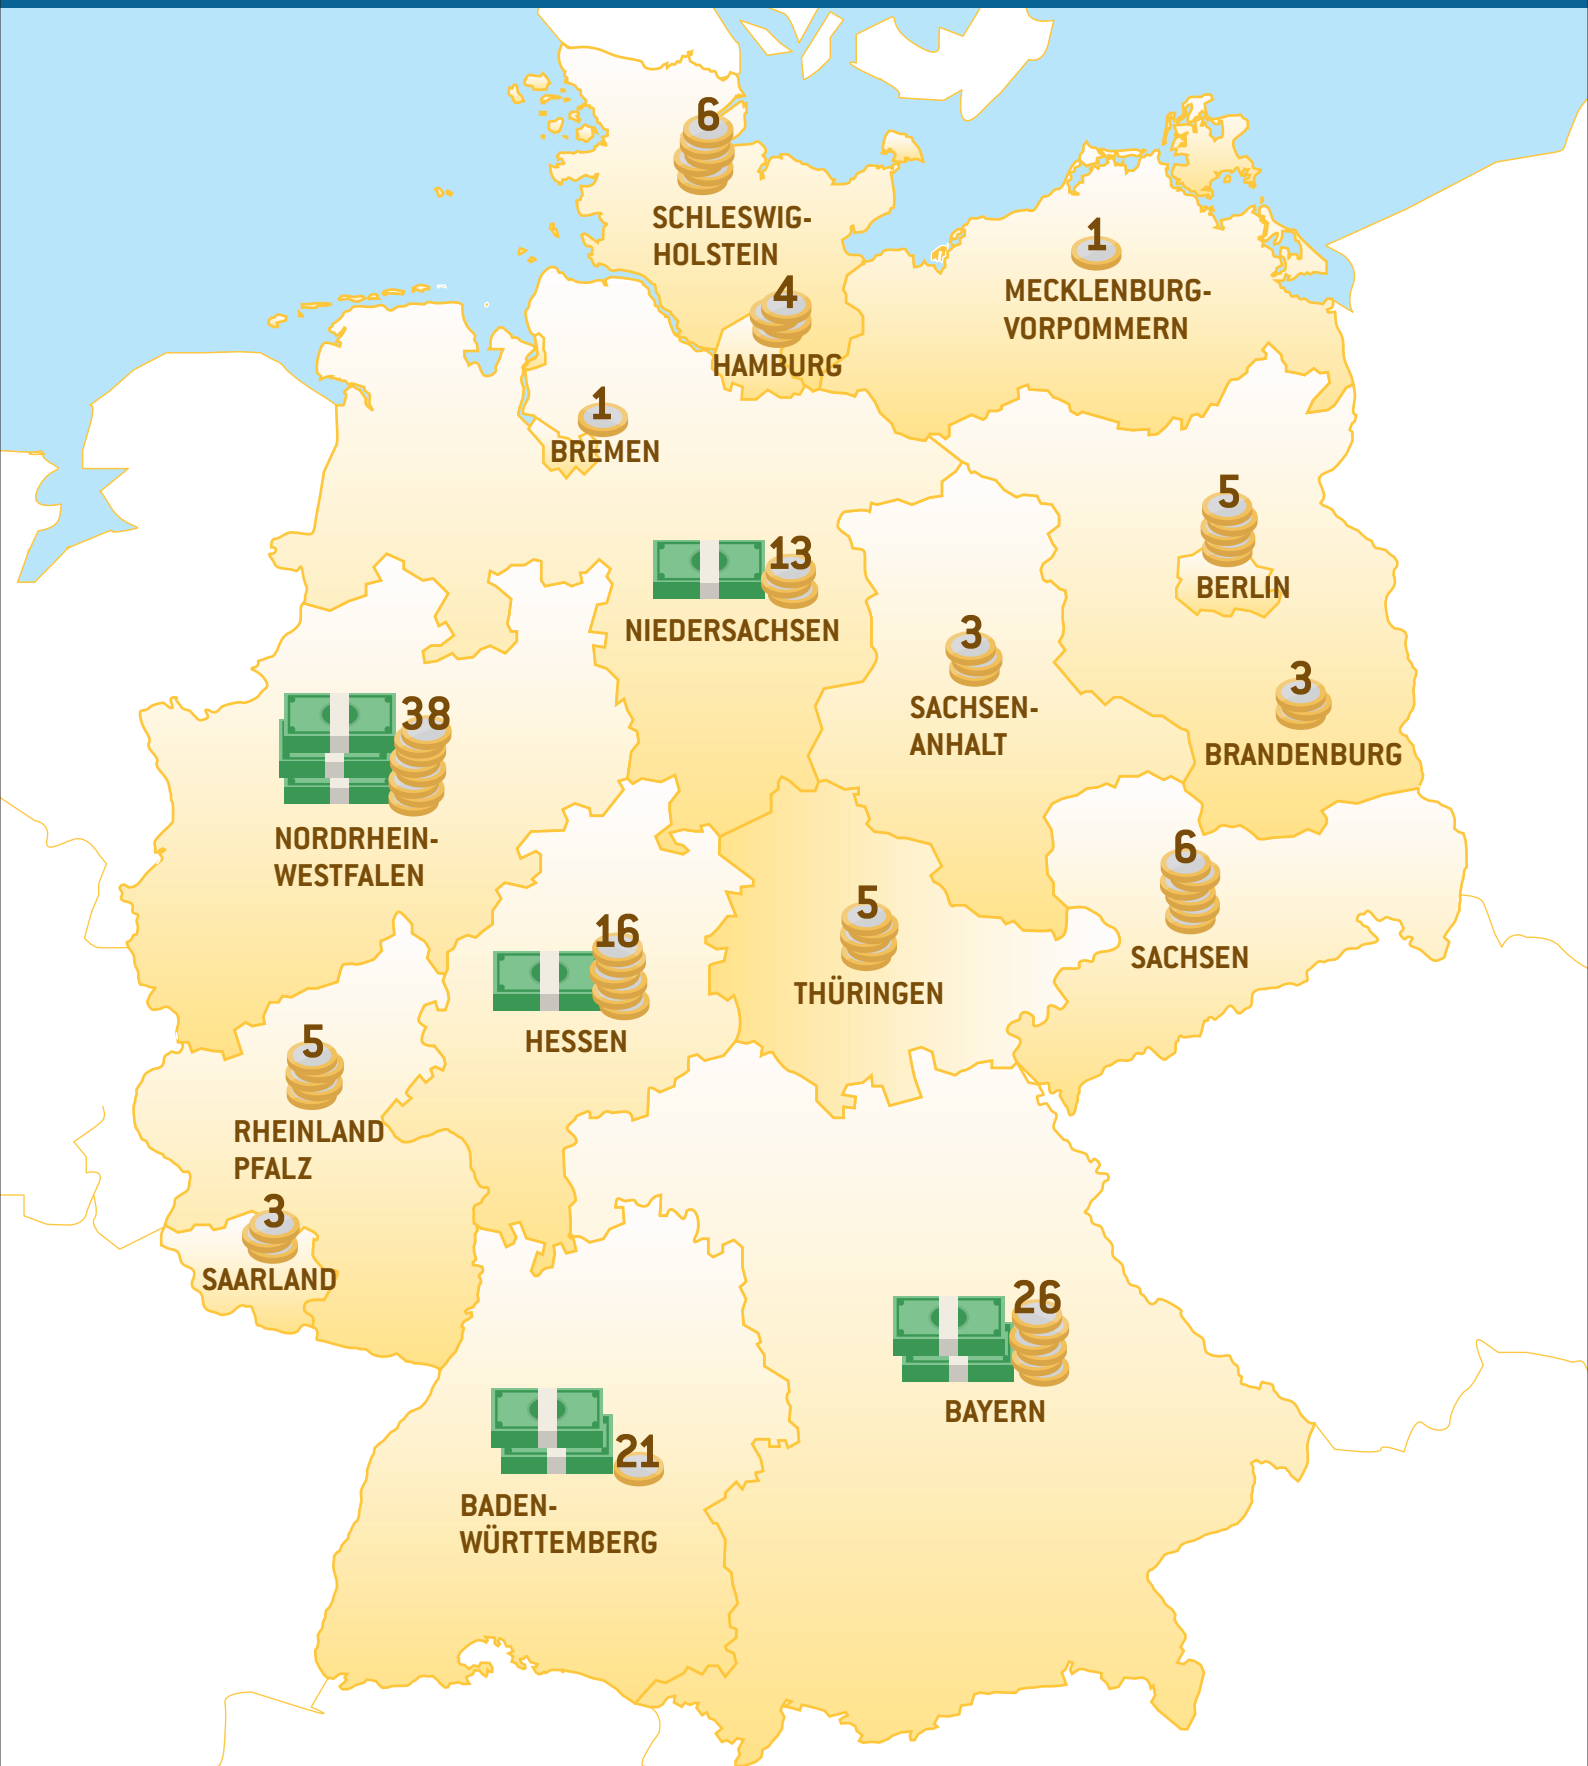 6
SCHLESWIG-
HOLSTEIN
1
MECKLENBURG-
VORPOMMERN
4
HAMBURG
1
BREMEN
5
BERLIN
13
NIEDERSACHSEN
3
SACHSEN-
ANHALT
3
BRANDENBURG
38
NORDRHEIN-
WESTFALEN
6
SACHSEN
5
THÜRINGEN
16
HESSEN
5
RHEINLAND
PFALZ
3
SAARLAND
26
BAYERN
21
BADEN-
WÜRTTEMBERG